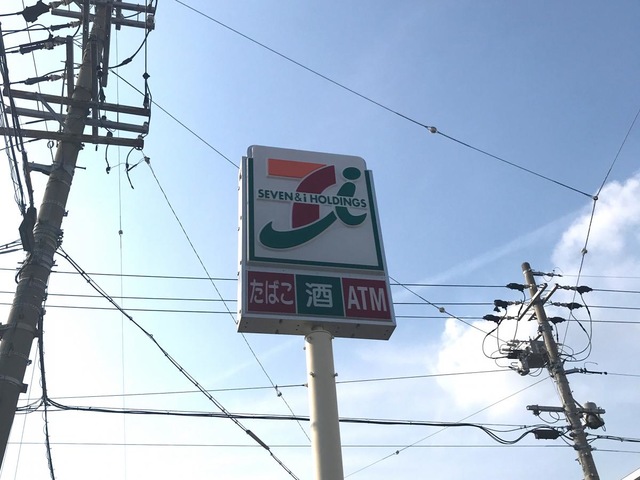 SEVEN & i HOLDINGS
たばこ 酒 ATM